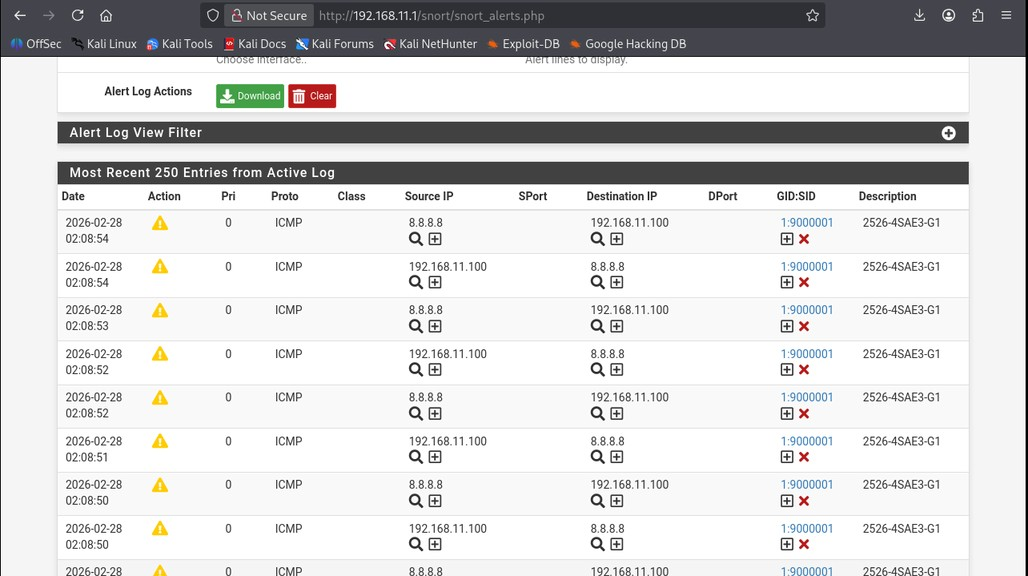 Not Secure http://192.168.11.1/snort/snort_alerts.php
OffSec Kali Linux Kali Tools Kali Docs Kali Forums Kali NetHunter Exploit-DB Google Hacking DB
Choose interface.. Alert lines to display.
Alert Log Actions Download Clear
Alert Log View Filter
Most Recent 250 Entries from Active Log
Date Action Pri Proto Class Source IP SPort Destination IP DPort GID:SID Description
2026-02-28 0 ICMP 8.8.8.8 192.168.11.100 1:9000001 2526-4SAE3-G1
02:08:54
2026-02-28 0 ICMP 192.168.11.100 8.8.8.8 1:9000001 2526-4SAE3-G1
02:08:54
2026-02-28 0 ICMP 8.8.8.8 192.168.11.100 1:9000001 2526-4SAE3-G1
02:08:53
2026-02-28 0 ICMP 192.168.11.100 8.8.8.8 1:9000001 2526-4SAE3-G1
02:08:52
2026-02-28 0 ICMP 8.8.8.8 192.168.11.100 1:9000001 2526-4SAE3-G1
02:08:52
2026-02-28 0 ICMP 192.168.11.100 8.8.8.8 1:9000001 2526-4SAE3-G1
02:08:51
2026-02-28 0 ICMP 8.8.8.8 192.168.11.100 1:9000001 2526-4SAE3-G1
02:08:50
2026-02-28 0 ICMP 192.168.11.100 8.8.8.8 1:9000001 2526-4SAE3-G1
02:08:50
2026-02-28 0 ICMP 8.8.8.8 192.168.11.100 1:9000001 2526-4SAE3-G1